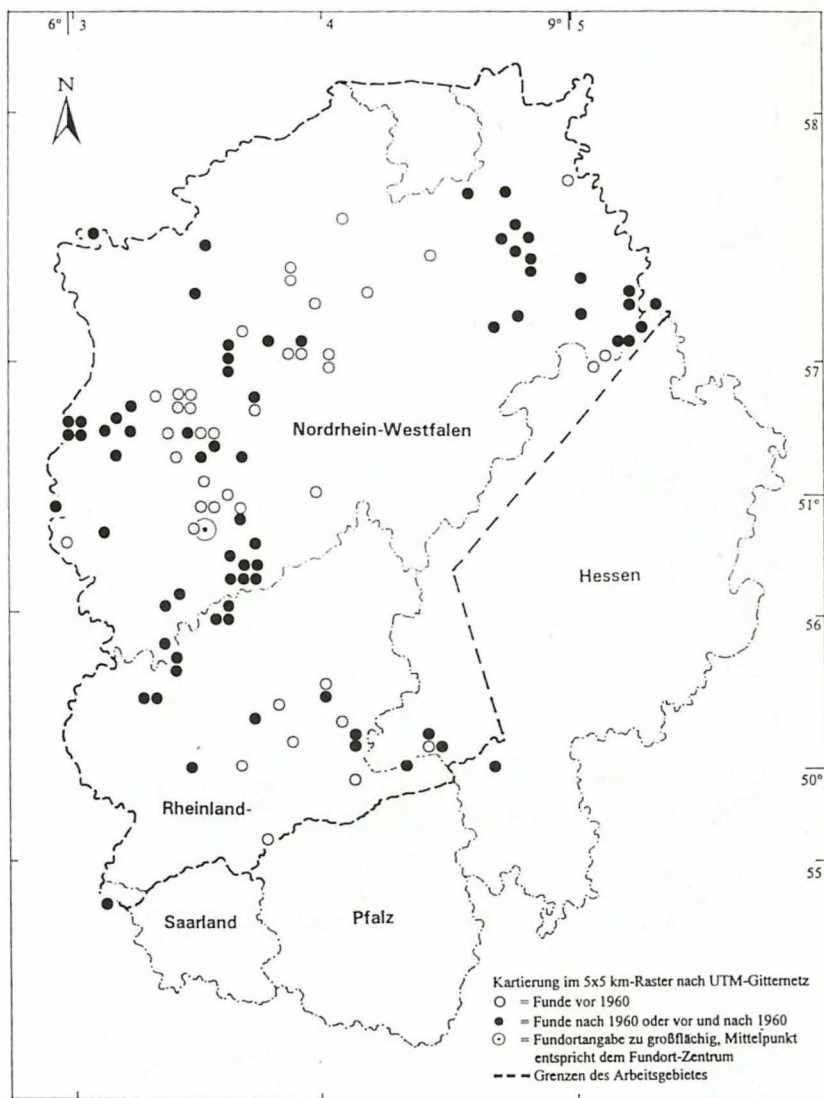 6° 3 4 9° 5
N
58
57
Nordrhein-Westfalen
51°
Hessen
56
50°
Rheinland-
55
Saarland
Pfalz
Kartierung im 5x5 km-Raster nach UTM-Gitternetz
= Funde vor 1960
= Funde nach 1960 oder vor und nach 1960
= Fundortangabe zu großflächig, Mittelpunkt
entspricht dem Fundort-Zentrum
Grenzen des Arbeitsgebietes